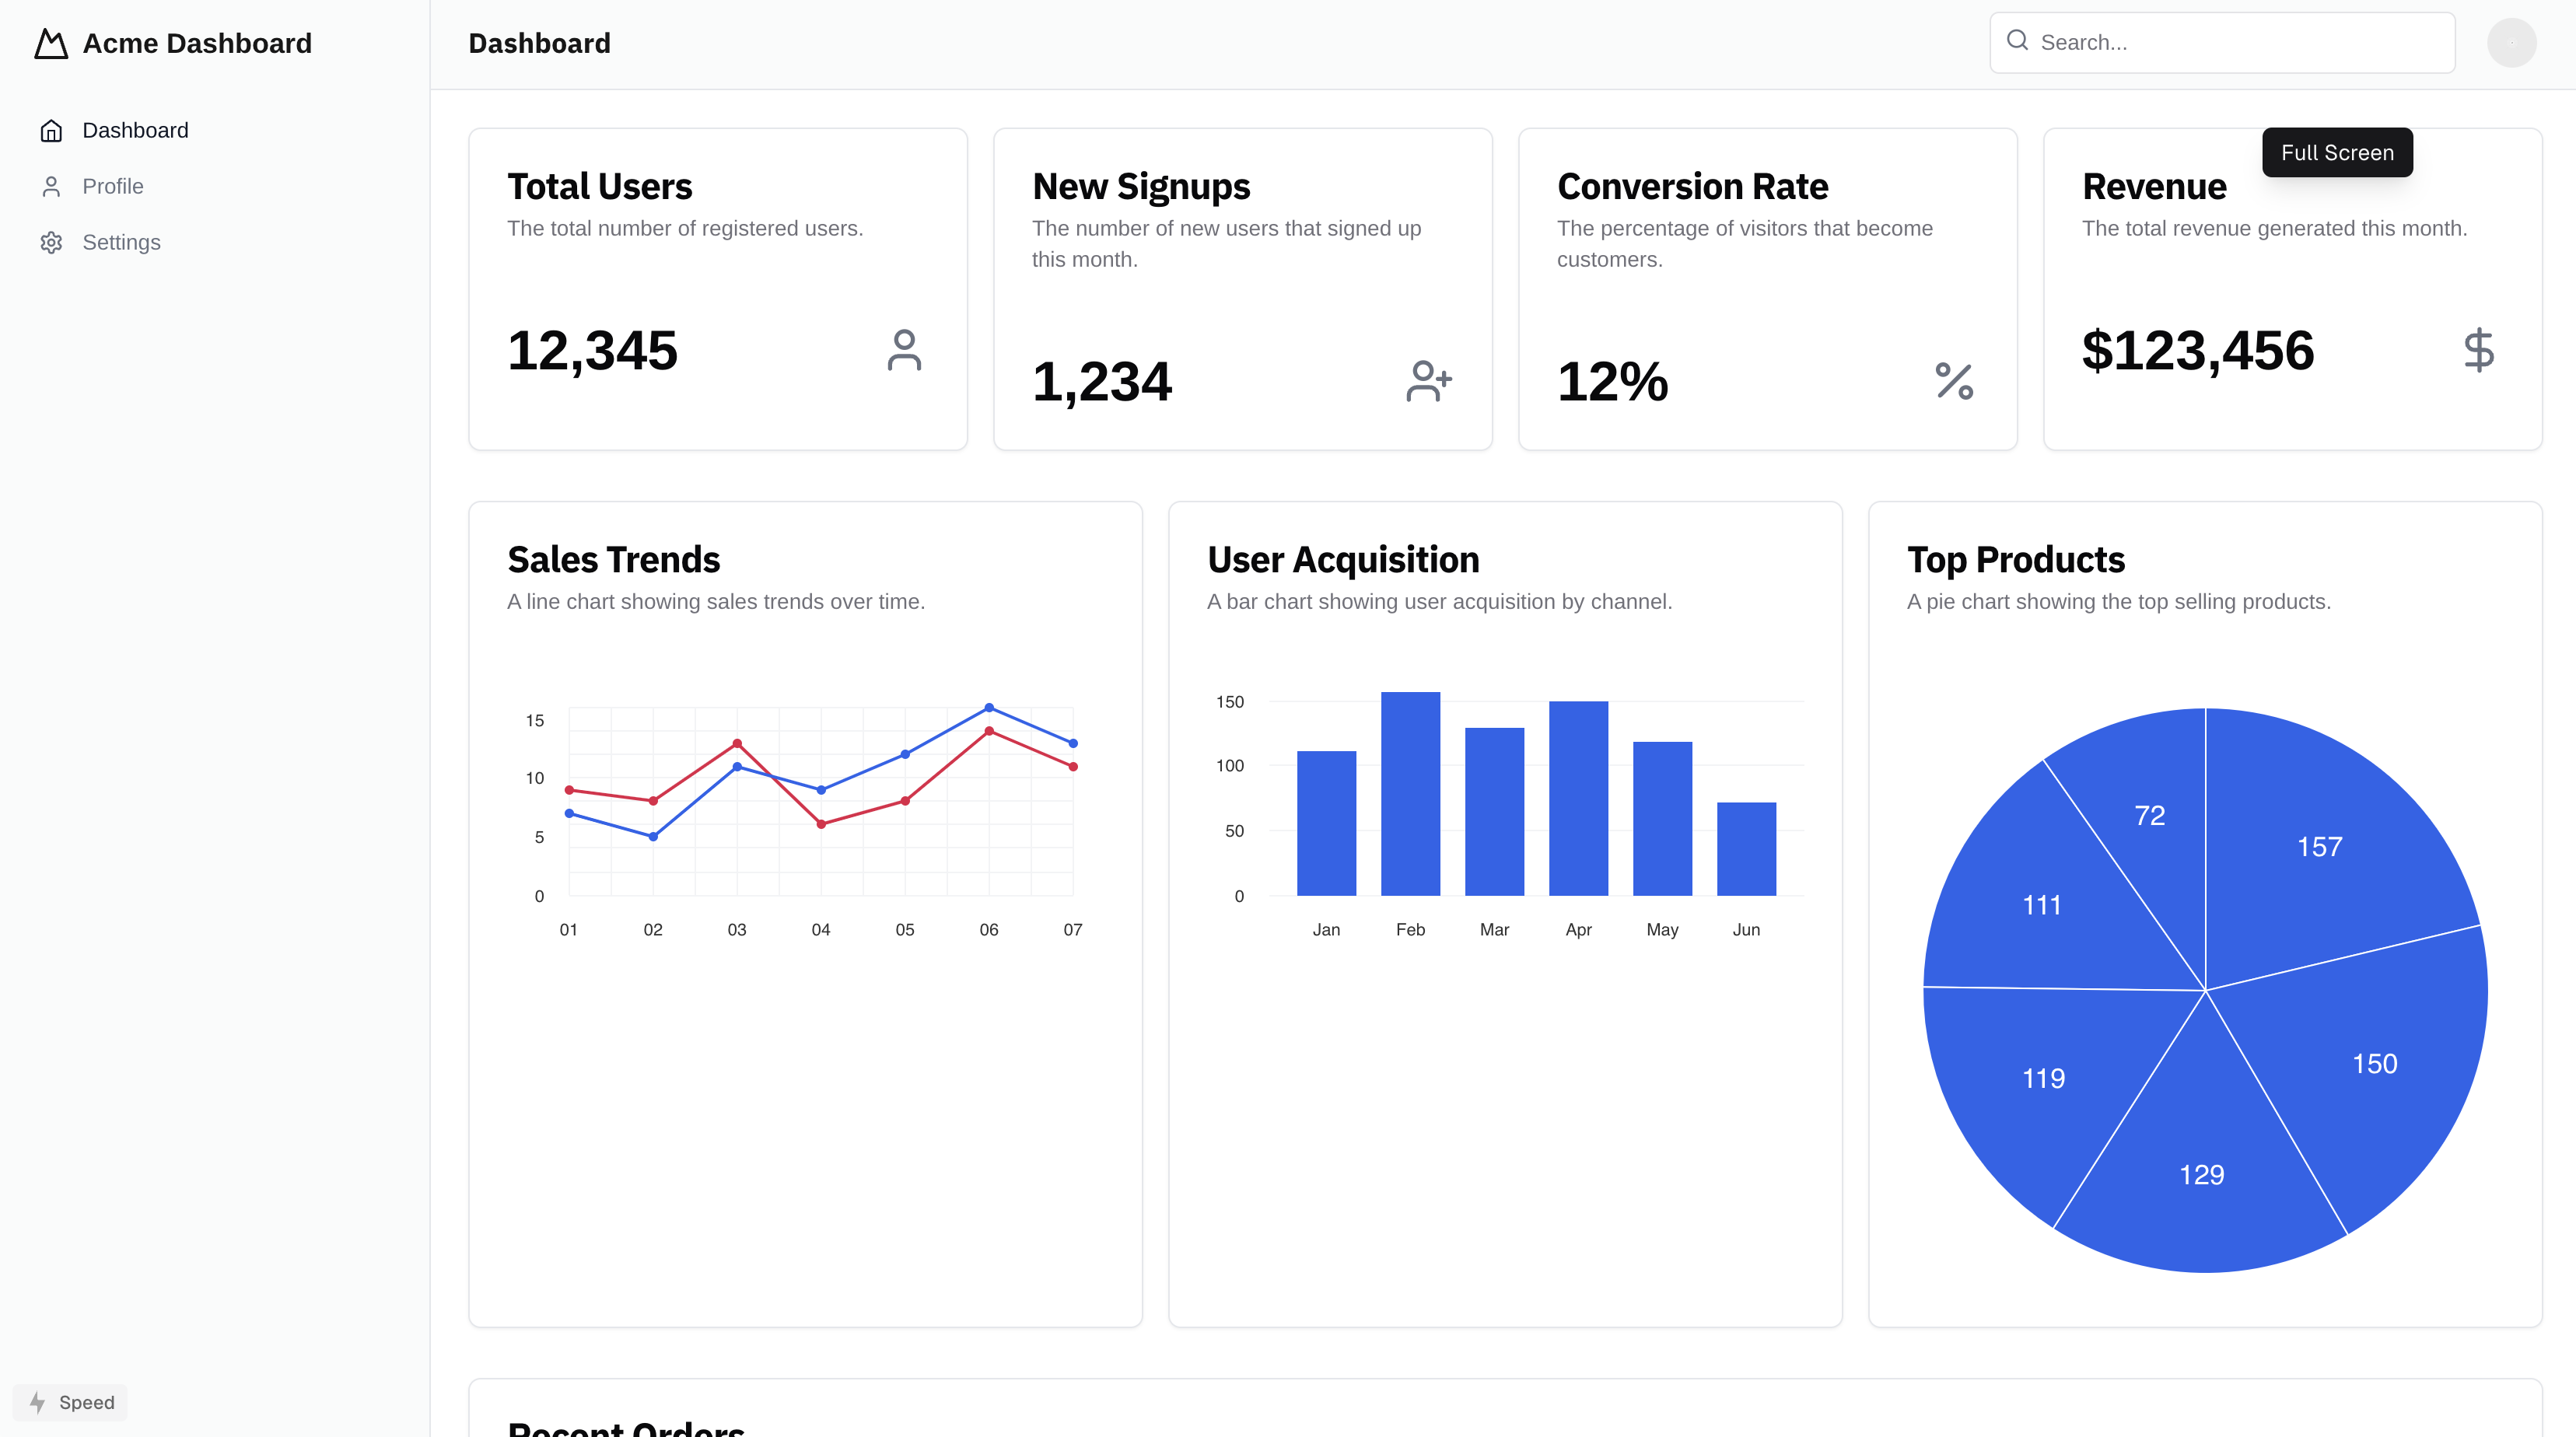 Acme Dashboard
Dashboard
Profile
Settings
Speed
Dashboard
Search...
Full Screen
Total Users
The total number of registered users.
12,345
New Signups
The number of new users that signed up
this month.
1,234
Conversion Rate
The percentage of visitors that become
customers.
12%
Revenue
The total revenue generated this month.
$123,456
Sales Trends
A line chart showing sales trends over time.
15
10
5
0
01 02 03 04 05 06 07
User Acquisition
A bar chart showing user acquisition by channel.
150
100
50
0
Jan Feb Mar Apr May Jun
Top Products
A pie chart showing the top selling products.
72
157
111
150
119
129
Recent Orders